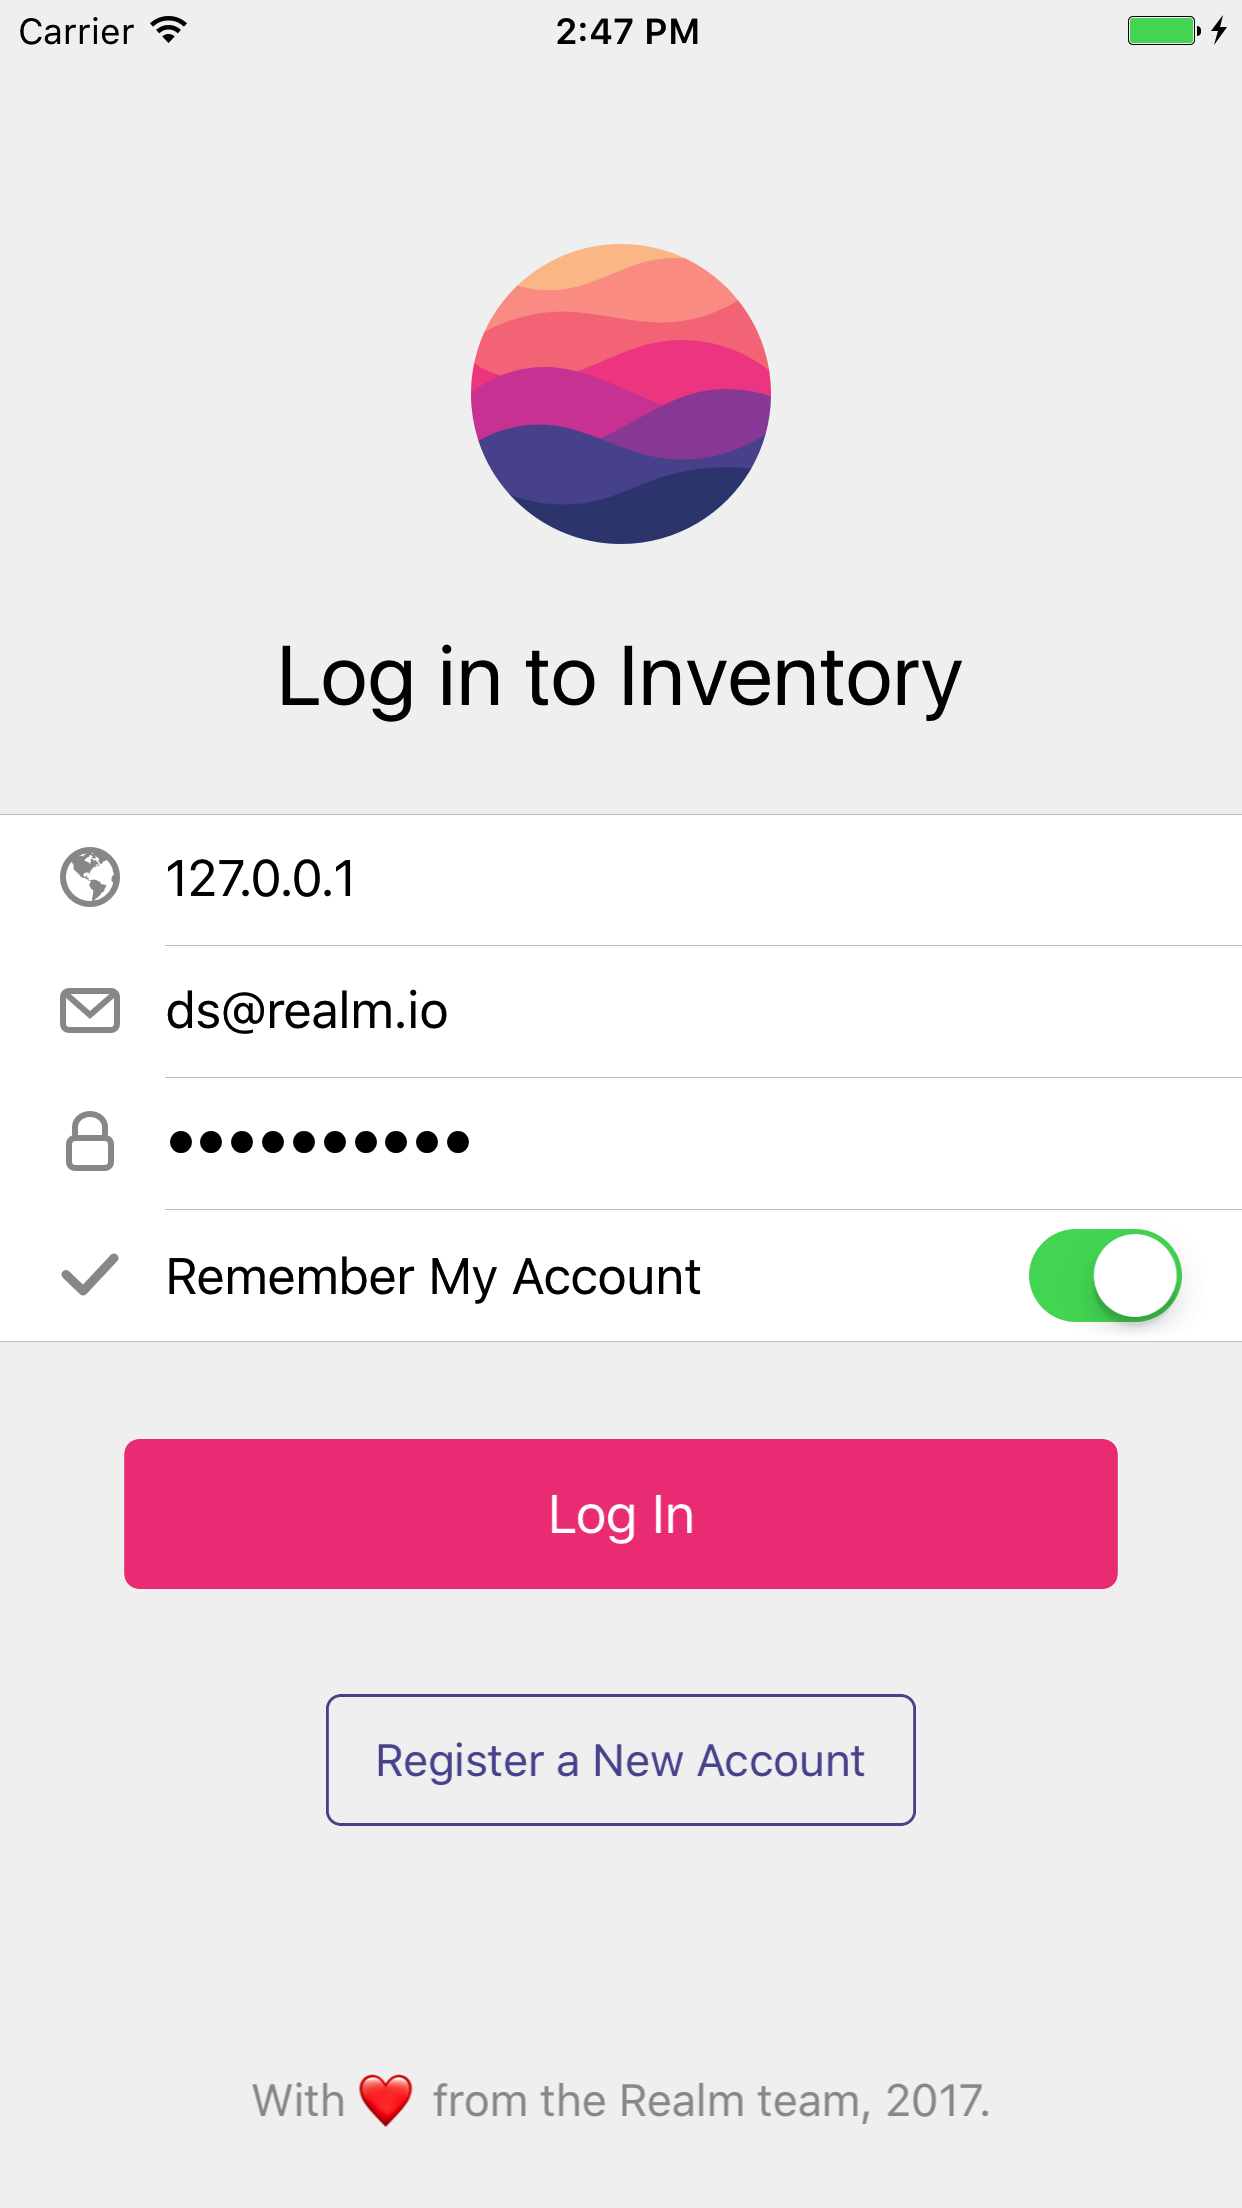 Carrier 2:47 PM
Log in to Inventory
127.0.0.1
ds@realm.io
●●●●●●●●●●
Remember My Account
Log In
Register a New Account
With ❤️ from the Realm team, 2017.